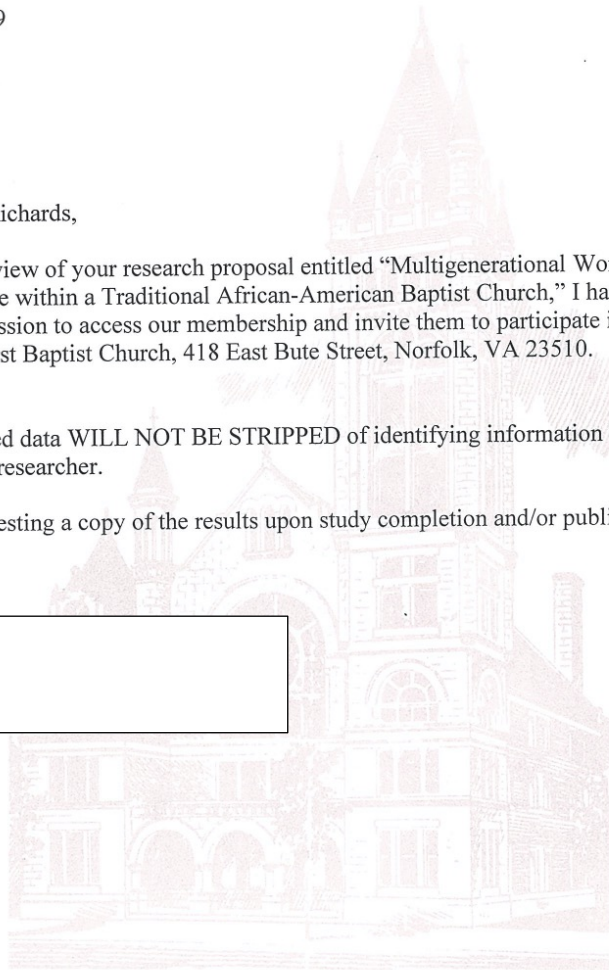 9
ichards,
view of your research proposal entitled “Multigenerational Wo
e within a Traditional African-American Baptist Church,” I ha
ssion to access our membership and invite them to participate i
st Baptist Church, 418 East Bute Street, Norfolk, VA 23510.
ed data WILL NOT BE STRIPPED of identifying information
researcher.
esting a copy of the results upon study completion and/or publi